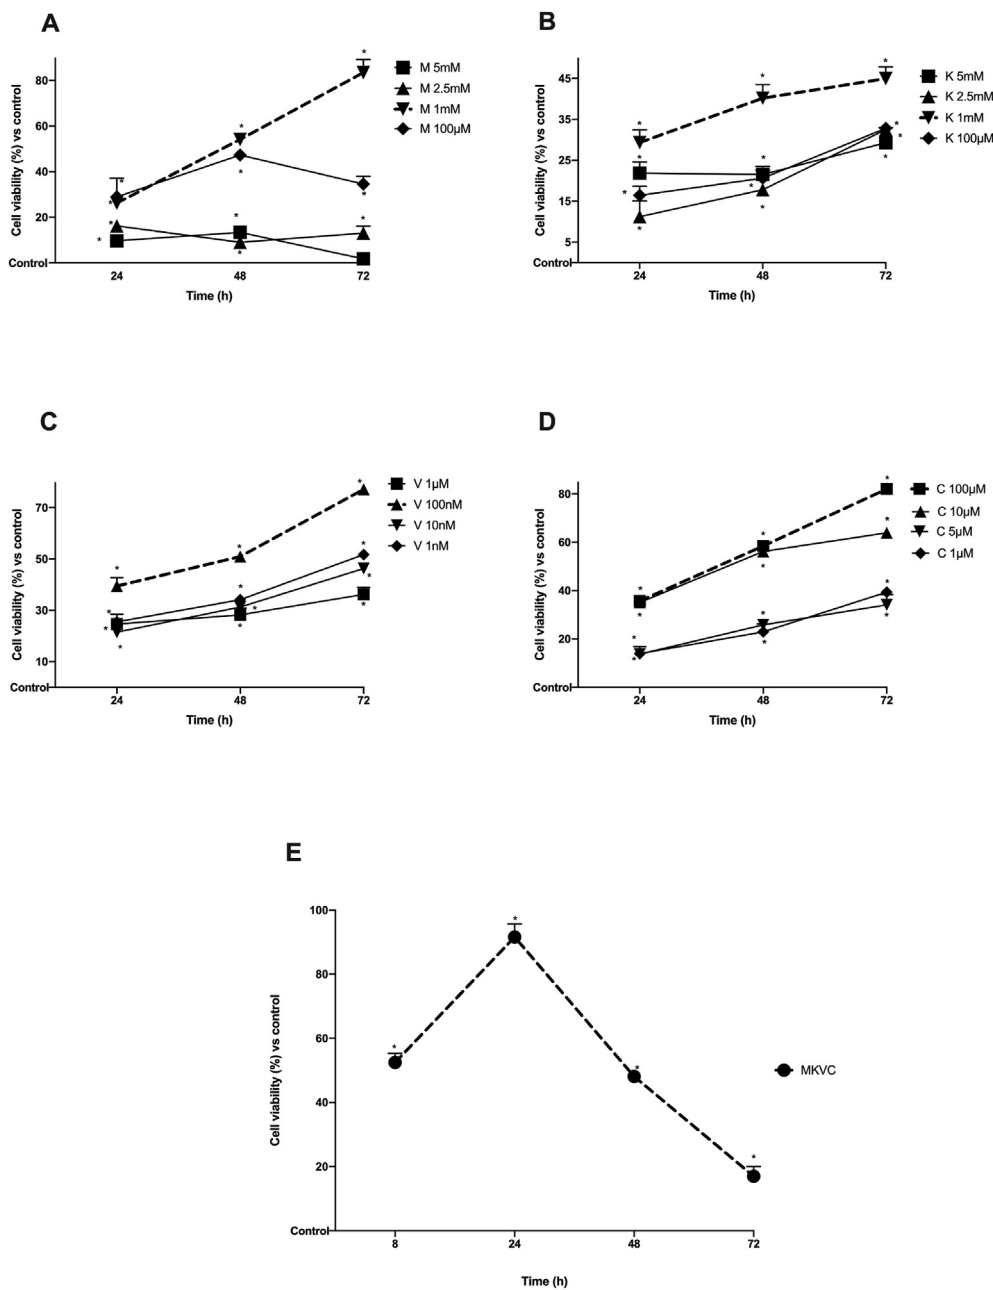 A
Cell viability (%) vs control
80
60
40
20
Control
24
48
72
Time (h)
M 5mM
M 2.5mM
M 1mM
M 100µM
B
Cell viability (%) vs control
45
35
25
15
5
Control
24
48
72
Time (h)
K 5mM
K 2.5mM
K 1mM
K 100µM
C
Cell viability (%) vs control
70
50
30
10
Control
24
48
72
Time (h)
V 1µM
V 100nM
V 10nM
V 1nM
D
Cell viability (%) vs control
80
60
40
20
Control
24
48
72
Time (h)
C 100µM
C 10µM
C 5µM
C 1µM
E
Cell viability (%) vs control
100
80
60
40
20
Control
8
24
48
72
Time (h)
MKVC